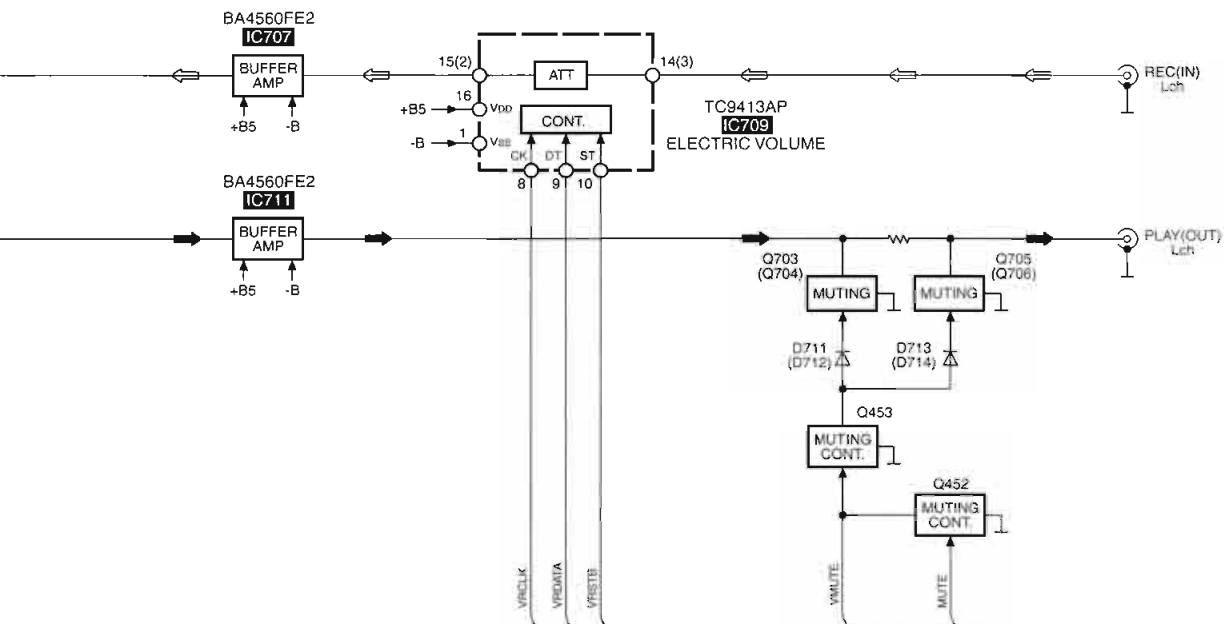 BA4560FE2
IC707
BUFFER
AMP
+B5
-B
15(2)
ATT
14(3)
16
+B5
VDD
CONT.
-B
1
VSS
CK
DT
ST
8
9
10
TC9413AP
IC709
ELECTRIC VOLUME
REC(IN)
Lch
BA4560FE2
IC711
BUFFER
AMP
+B5
-B
PLAY(OUT)
Lch
Q703
(Q704)
MUTING
Q705
(Q706)
MUTING
D711
(D712)
D713
(D714)
Q453
MUTING
CONT.
Q452
MUTING
CONT.
VRCLK
VRDATA
VRSTB
VMUTE
MUTE